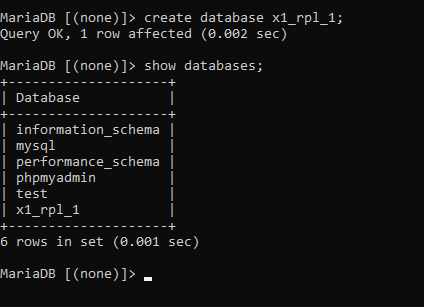 MariaDB [(none)]> create database x1_rpl_1;
Query OK, 1 row affected (0.002 sec)
MariaDB [(none)]> show databases;
+--------------------+
| Database           |
+--------------------+
| information_schema |
| mysql              |
| performance_schema |
| phpmyadmin         |
| test               |
| x1_rpl_1           |
+--------------------+
6 rows in set (0.001 sec)
MariaDB [(none)]>